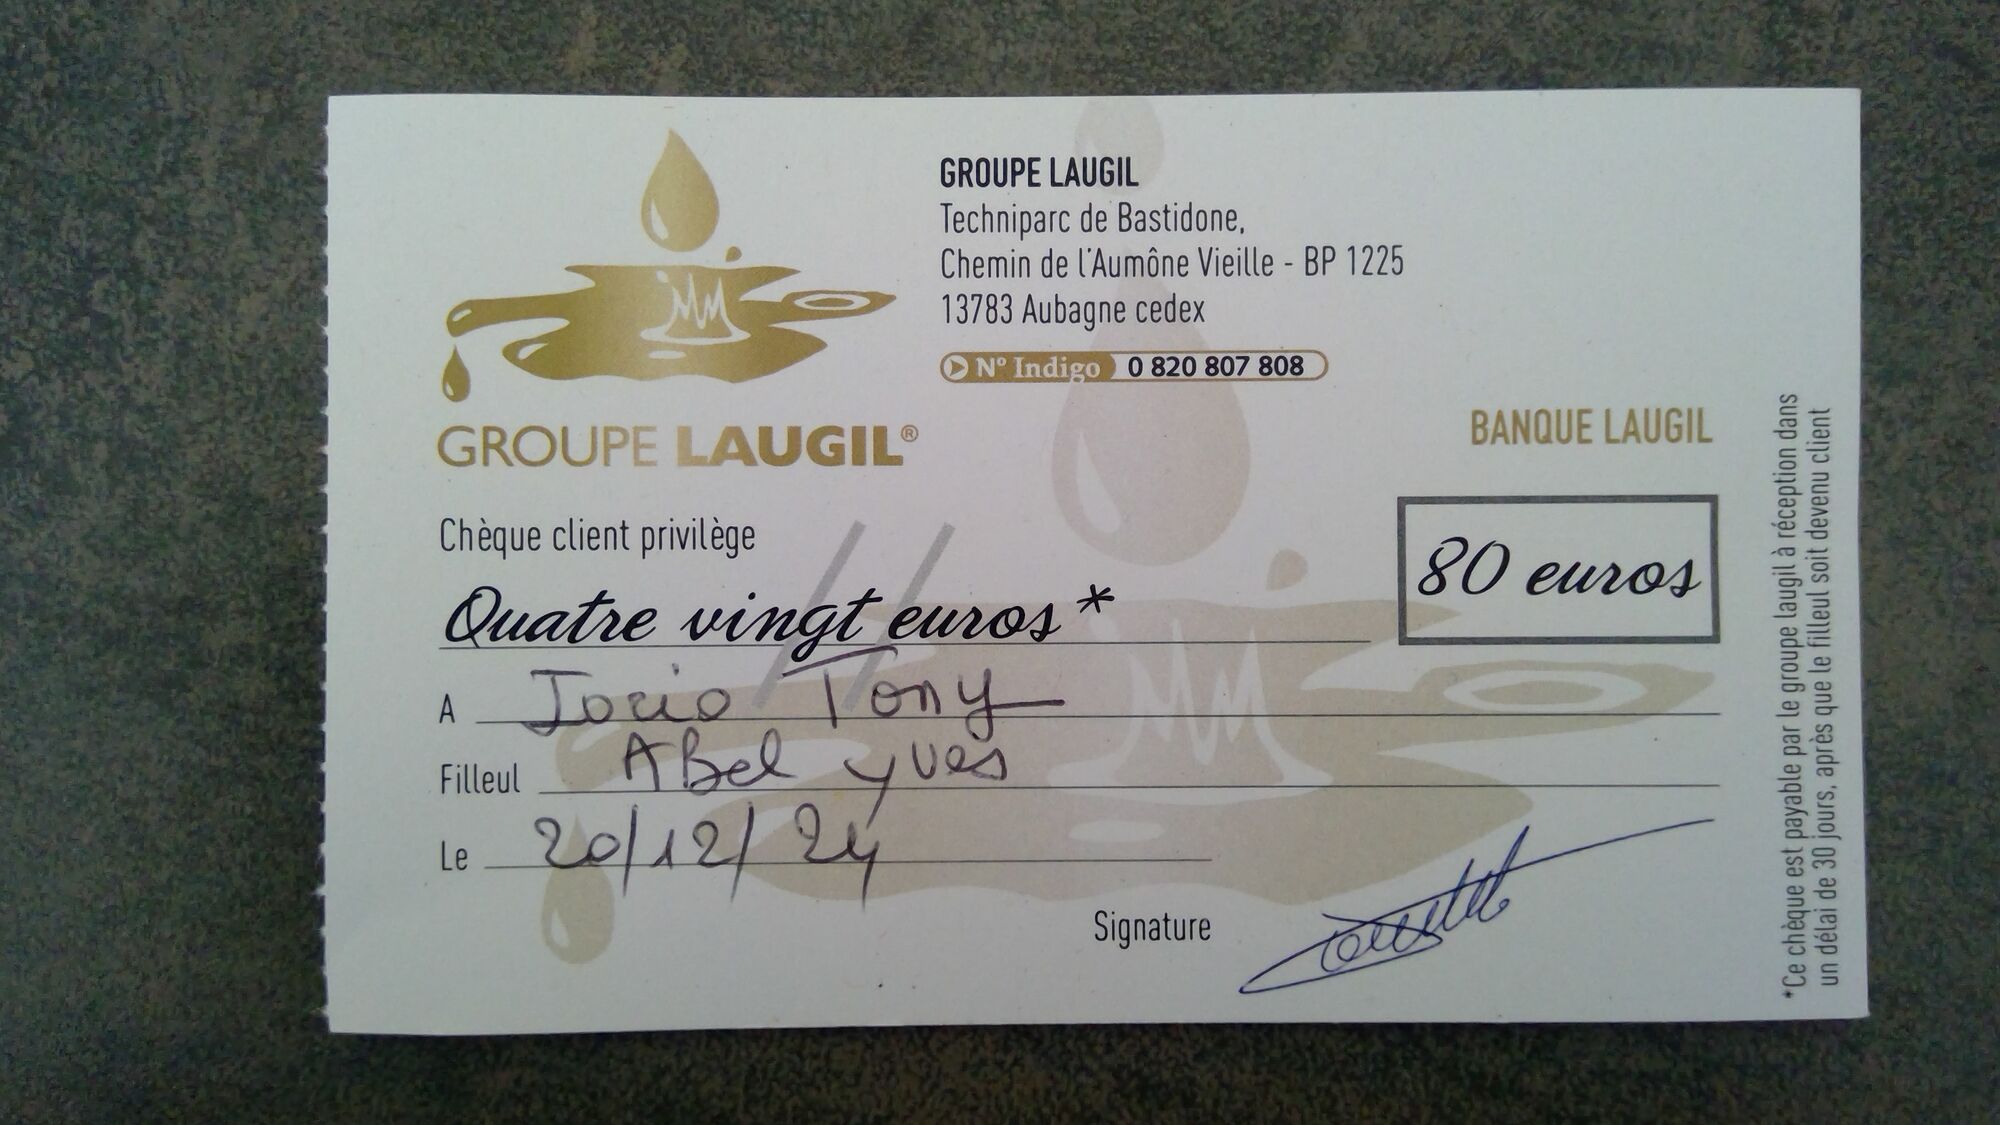 GROUPE LAUGIL
Techniparc de Bastidone,
Chemin de l'Aumône Vieille - BP 1225
13783 Aubagne cedex
N° Indigo 0 820 807 808
GROUPE LAUGIL®
BANQUE LAUGIL
Chèque client privilège
Quatre vingt euros*
80 euros
A Iorio Tony
Filleul Abel yves
Le 20/12/24
Signature
*Ce chèque est payable par le groupe laugil à réception dans
un délai de 30 jours, après que le filleul soit devenu client